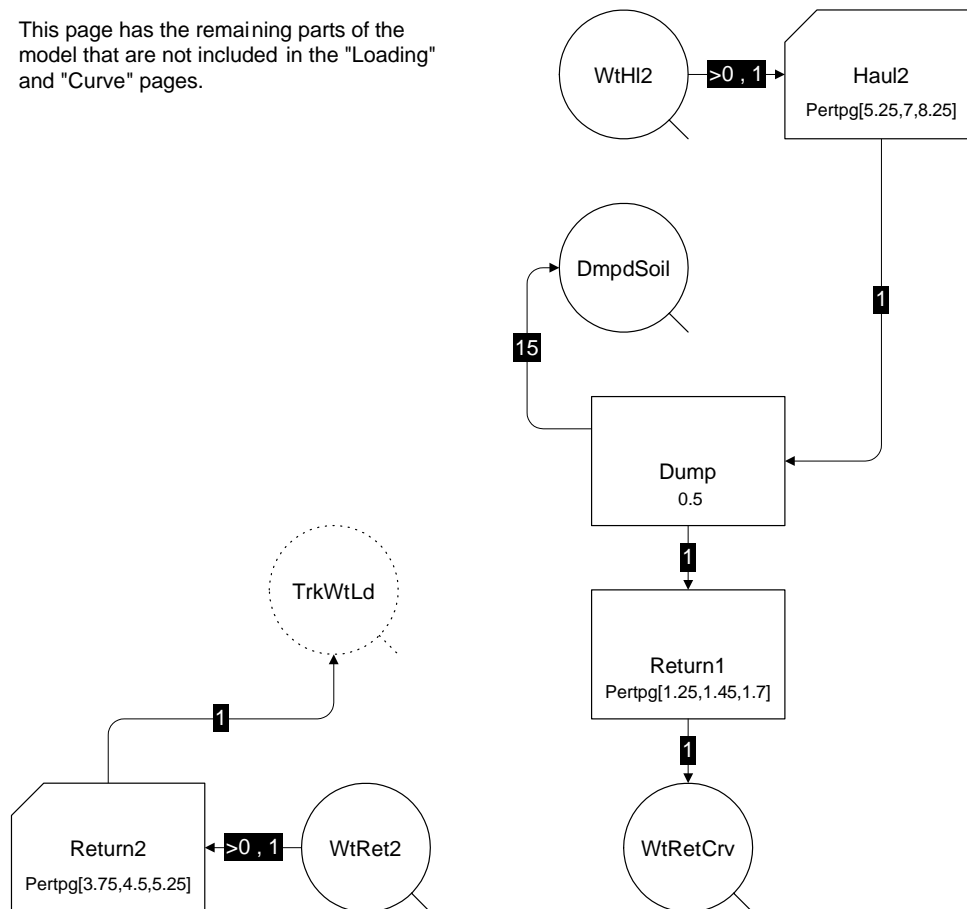 This page has the remaining parts of the
model that are not included in the "Loading"
and "Curve" pages.
WtHl2
>0 , 1
Haul2
Pertpg[5.25,7,8.25]
DmpdSoil
1
15
Dump
0.5
1
TrkWtLd
Return1
Pertpg[1.25,1.45,1.7]
1
1
Return2
Pertpg[3.75,4.5,5.25]
>0 , 1
WtRet2
WtRetCrv